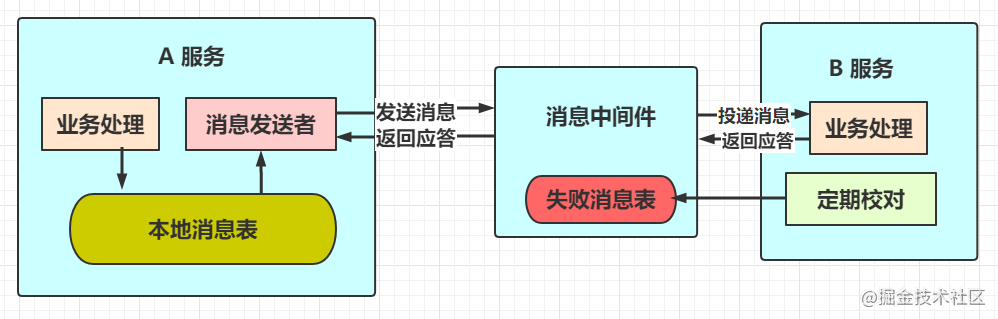 A 服务
业务处理
消息发送者
本地消息表
发送消息
返回应答
消息中间件
失败消息表
投递消息
返回应答
B 服务
业务处理
定期校对
@掘金技术社区